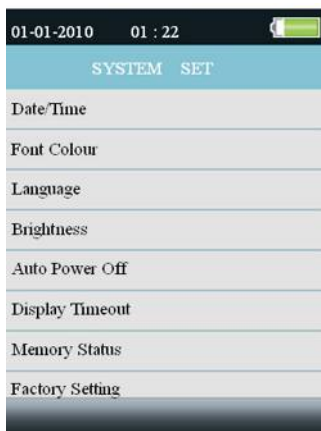 01-01-2010 01 : 22
SYSTEM SET
Date/Time
Font Colour
Language
Brightness
Auto Power Off
Display Timeout
Memory Status
Factory Setting